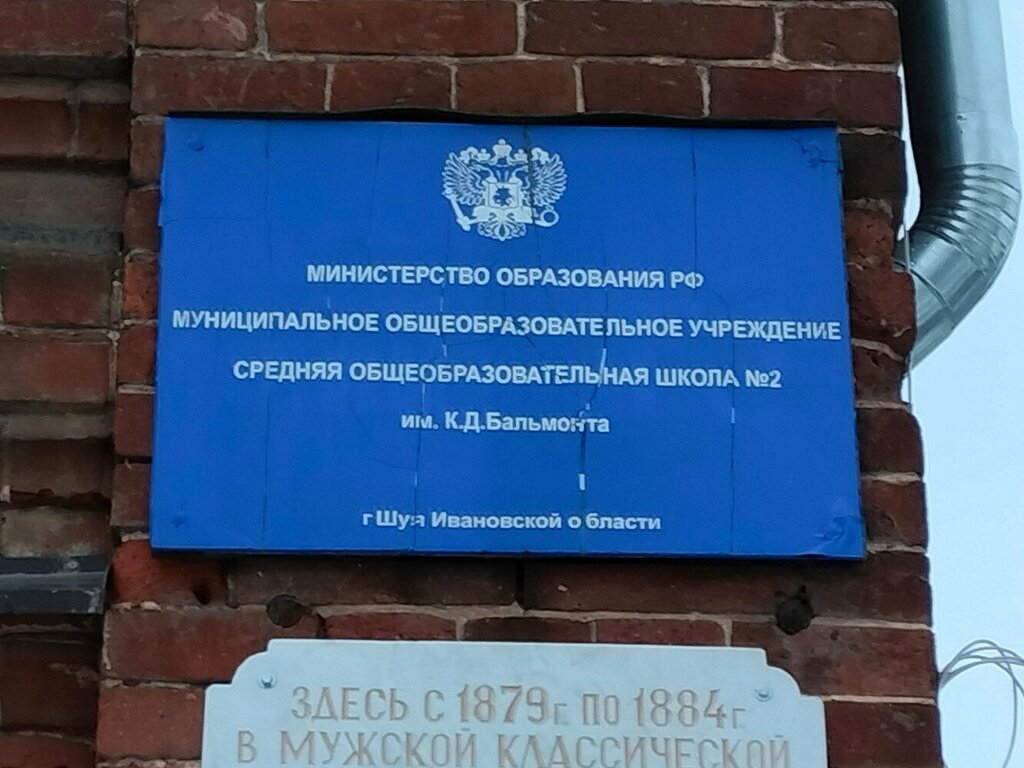 МИНИСТЕРСТВО ОБРАЗОВАНИЯ РФ
МУНИЦИПАЛЬНОЕ ОБЩЕОБРАЗОВАТЕЛЬНОЕ УЧРЕЖДЕНИЕ
СРЕДНЯЯ ОБЩЕОБРАЗОВАТЕЛЬНАЯ ШКОЛА №2
им. К.Д.Бальмонта
г Шуя Ивановской области
ЗДЕСЬ С 1879г. ПО 1884г.
В МУЖСКОЙ КЛАССИЧЕСКОЙ